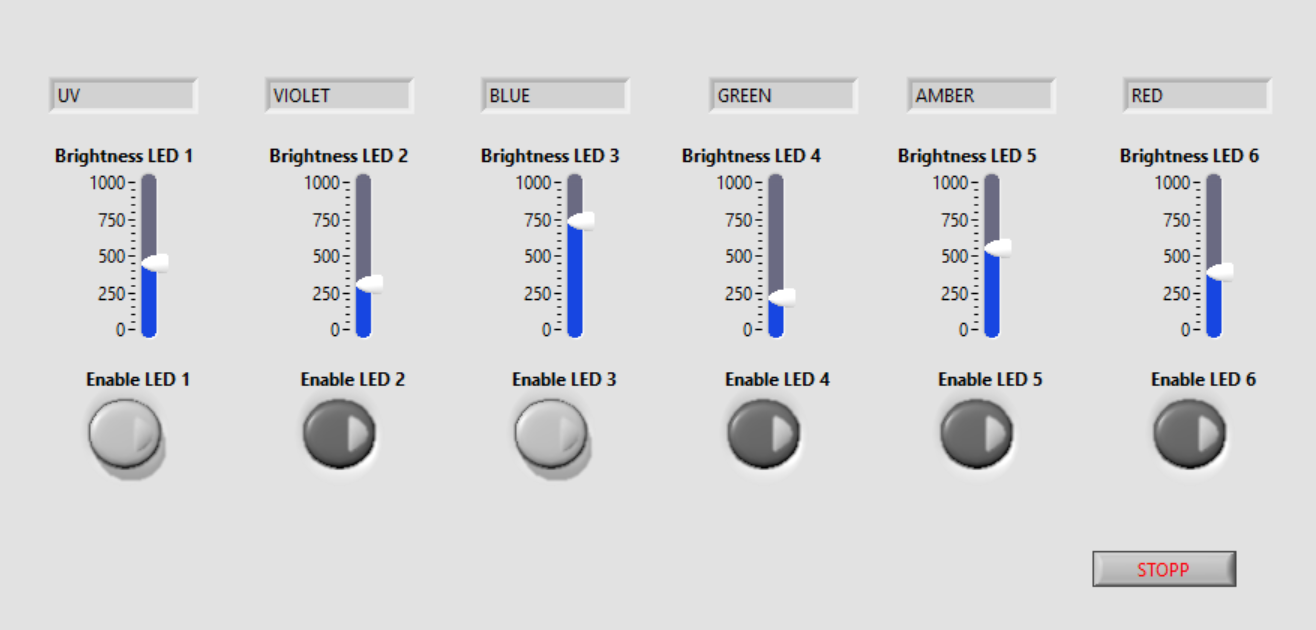 UV VIOLET BLUE GREEN AMBER RED
Brightness LED 1 Brightness LED 2 Brightness LED 3 Brightness LED 4 Brightness LED 5 Brightness LED 6
1000 1000 1000 1000 1000 1000
750 750 750 750 750 750
500 500 500 500 500 500
250 250 250 250 250 250
0 0 0 0 0 0
Enable LED 1 Enable LED 2 Enable LED 3 Enable LED 4 Enable LED 5 Enable LED 6
STOPP